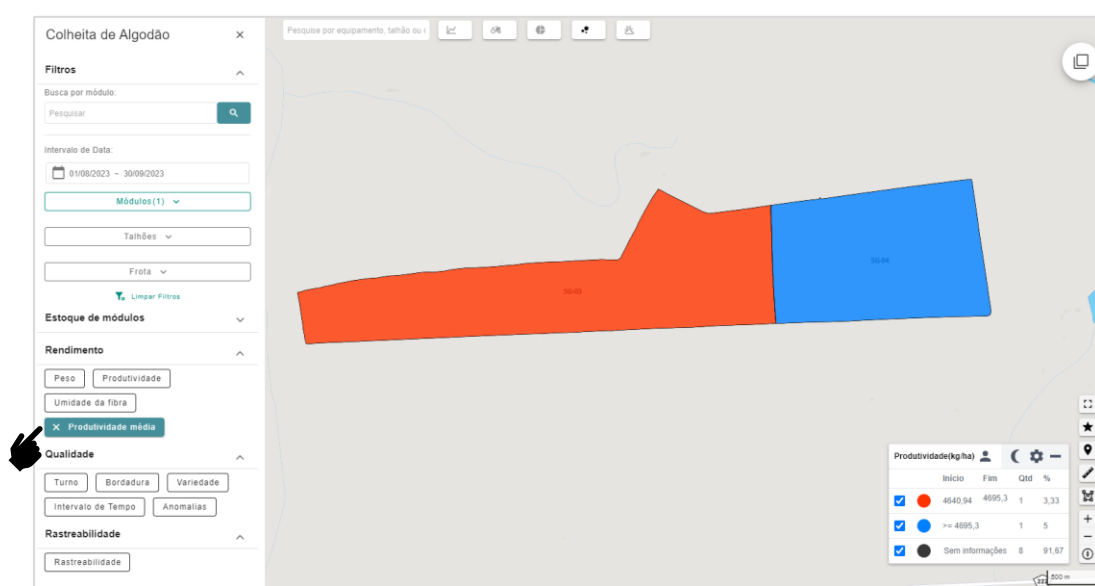 Colheita de Algodão ×
Filtros
Busca por módulo:
Pesquisar
Intervalo de Data:
01/08/2023 – 30/09/2023
Módulos(1)
Talhões
Frota
Limpar Filtros
Estoque de módulos
Rendimento
Peso Produtividade
Umidade da fibra
× Produtividade média
Qualidade
Turno Bordadura Variedade
Intervalo de Tempo Anomalias
Rastreabilidade
Rastreabilidade
Pesquise por equipamento, talhão ou
SG-03
SG-04
Produtividade(kg/ha)
Início Fim Qtd %
4640,94 4695,3 1 3,33
>= 4695,3 1 5
Sem informações 8 91,67
500 m